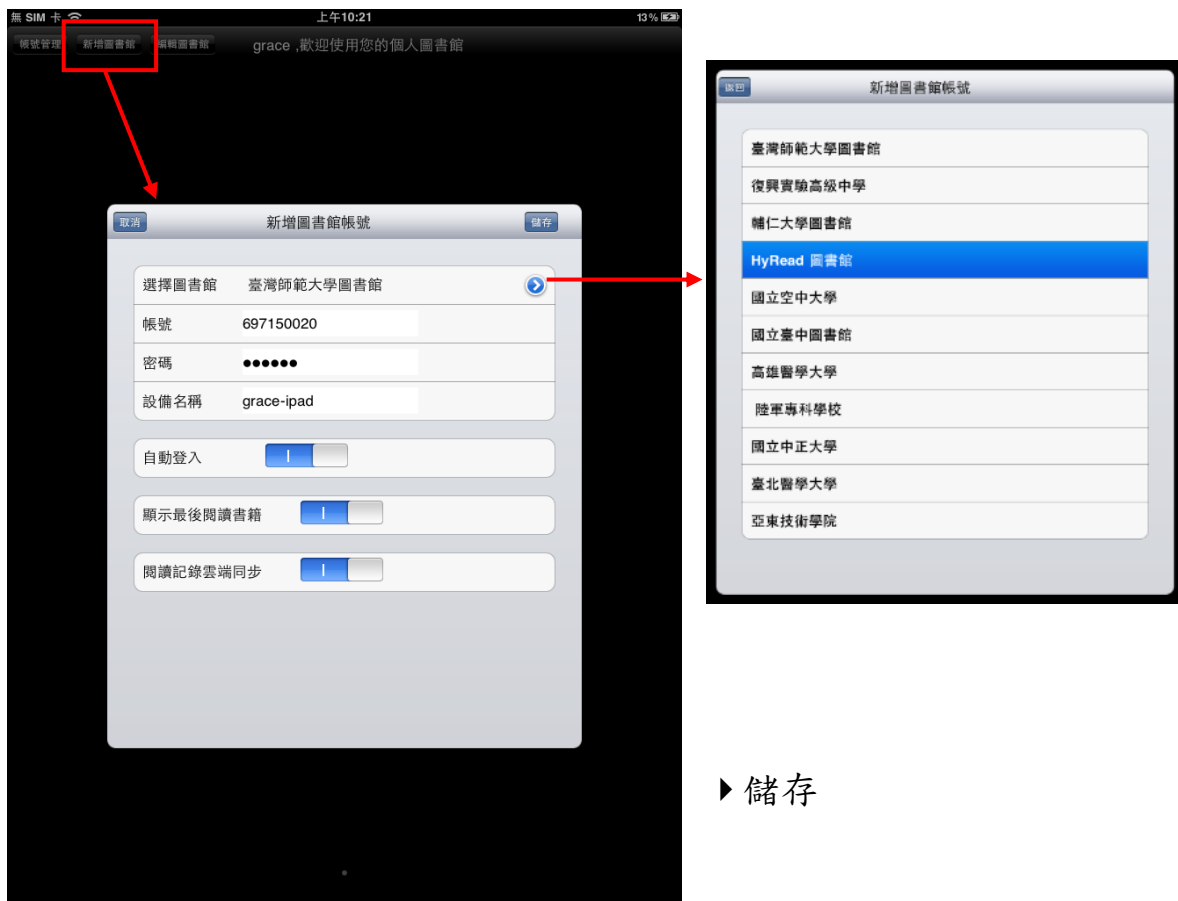 無 SIM 卡 上午10:21 13%
帳號管理 新增圖書館 編輯圖書館 grace ,歡迎使用您的個人圖書館
取消 新增圖書館帳號 儲存
選擇圖書館 臺灣師範大學圖書館
帳號 697150020
密碼 ●●●●●●
設備名稱 grace-ipad
自動登入
顯示最後閱讀書籍
閱讀記錄雲端同步
返回 新增圖書館帳號
臺灣師範大學圖書館
復興實驗高級中學
輔仁大學圖書館
HyRead 圖書館
國立空中大學
國立臺中圖書館
高雄醫學大學
陸軍專科學校
國立中正大學
臺北醫學大學
亞東技術學院
儲存